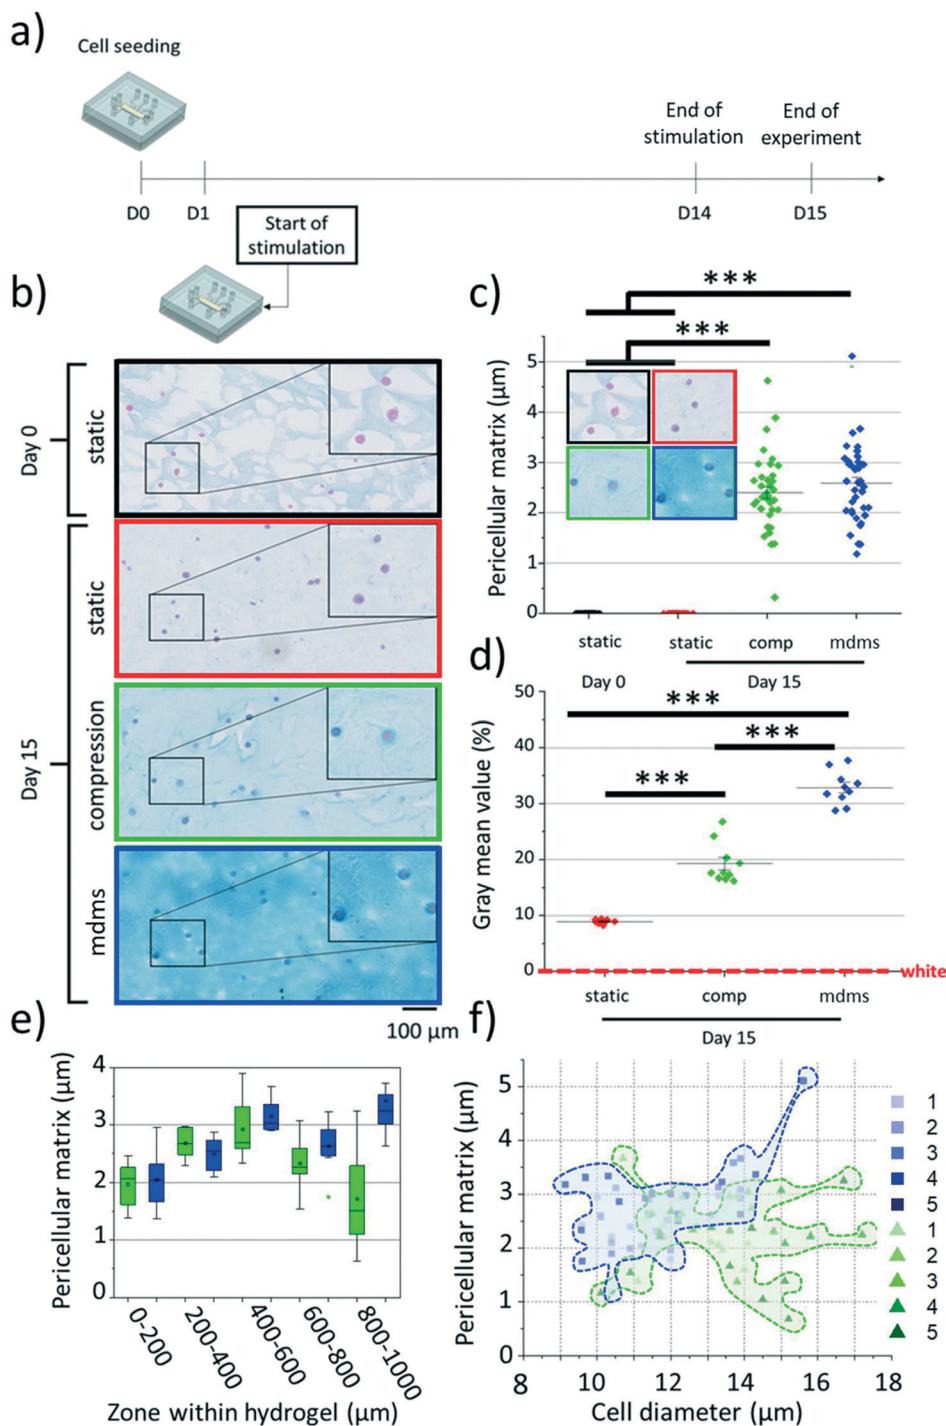 a)
Cell seeding
End of
stimulation
End of
experiment
D0
D1
D14
D15
Start of
stimulation
b)
Day 0
static
Day 15
static
compression
mdms
100 µm
c)
***
***
Pericellular matrix (µm)
5
4
3
2
1
0
static
static
comp
mdms
Day 0
Day 15
d)
Gray mean value (%)
50
40
30
20
10
0
***
***
***
white
static
comp
mdms
Day 15
e)
Pericellular matrix (µm)
4
3
2
1
0
0-200
200-400
400-600
600-800
800-1000
Zone within hydrogel (µm)
f)
Pericellular matrix (µm)
5
4
3
2
1
0
8
10
12
14
16
18
Cell diameter (µm)
1
2
3
4
5
1
2
3
4
5